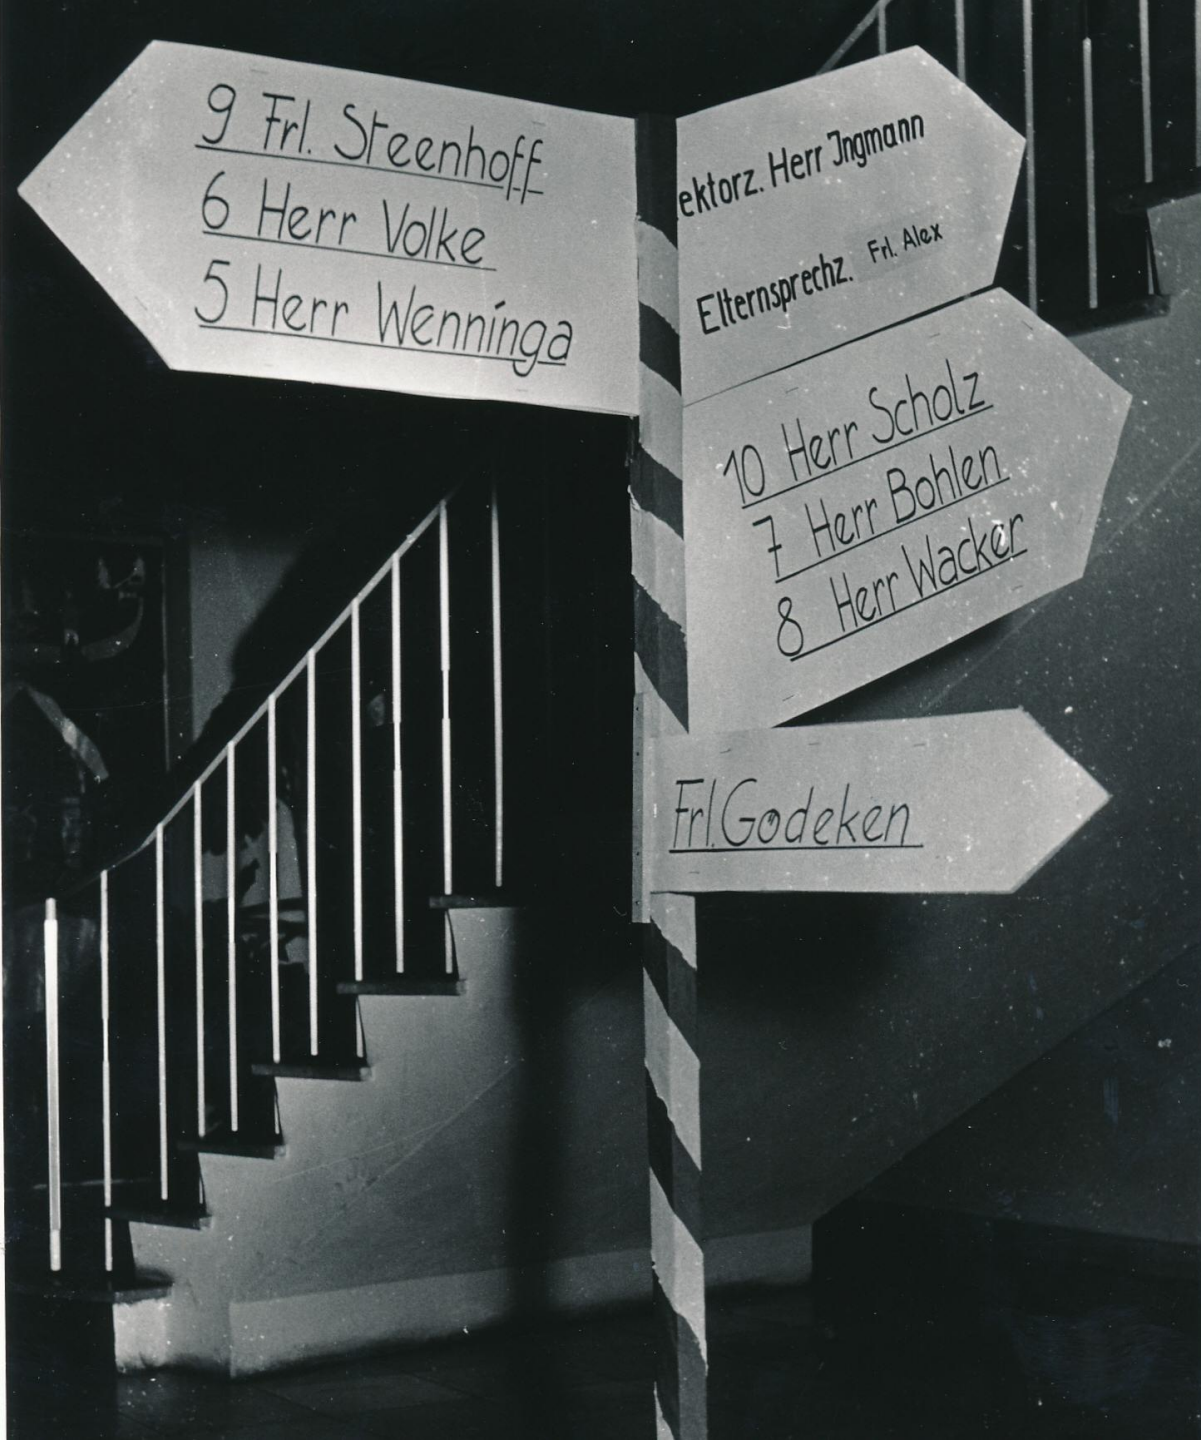 9 Frl. Steenhoff
6 Herr Volke
5 Herr Wenninga
ektorz. Herr Ingmann
Elternsprechz. Frl. Alex
10 Herr Scholz
7 Herr Bohlen
8 Herr Wacker
Frl. Godeken